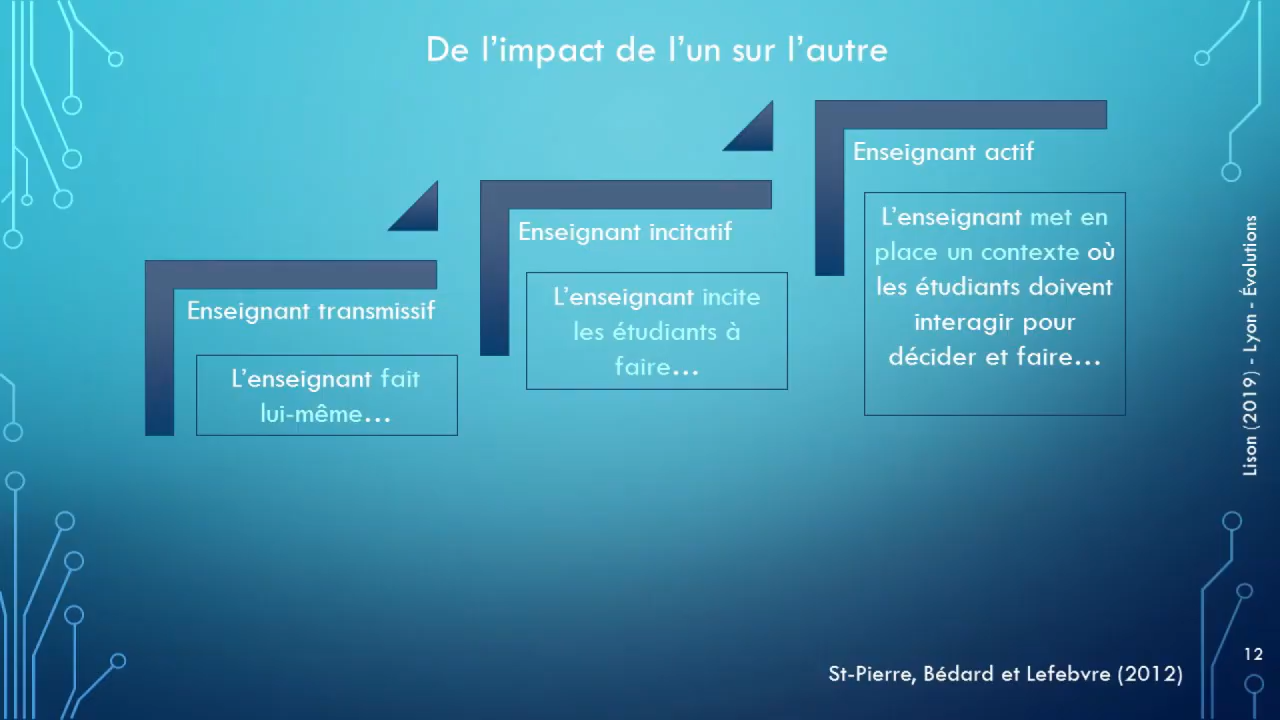 De l’impact de l’un sur l’autre
Enseignant transmissif
L’enseignant fait
lui-même…
Enseignant incitatif
L’enseignant incite
les étudiants à
faire…
Enseignant actif
L’enseignant met en
place un contexte où
les étudiants doivent
interagir pour
décider et faire…
Lison (2019) - Lyon - Évolutions
12
St-Pierre, Bédard et Lefebvre (2012)